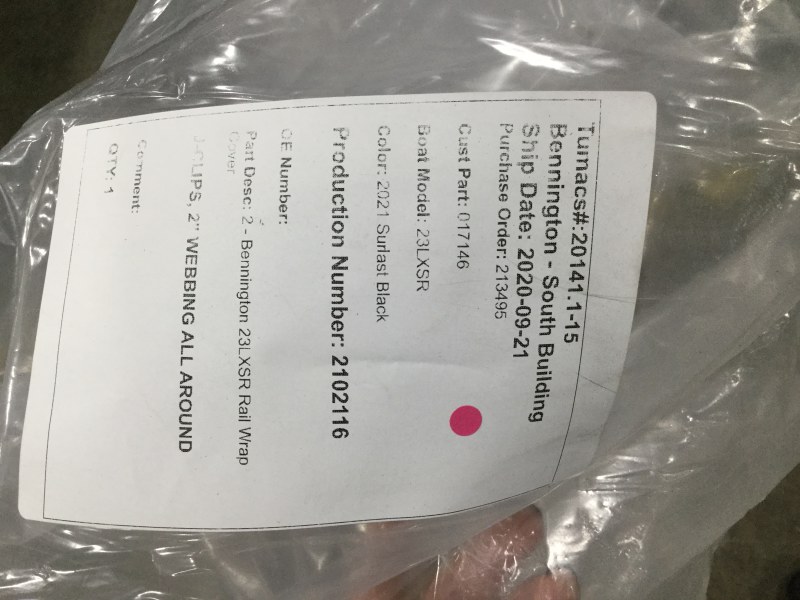 Tumacs#:20141.1-15
Bennington - South Building
Ship Date: 2020-09-21
Purchase Order: 213495
Cust Part: 017146
Boat Model: 23LXSR
Color: 2021 Surlast Black
Production Number: 2102116
OE Number:
Part Desc: 2 - Bennington 23LXSR Rail Wrap
Cover
J-CLIPS, 2" WEBBING ALL AROUND
Comment:
QTY: 1